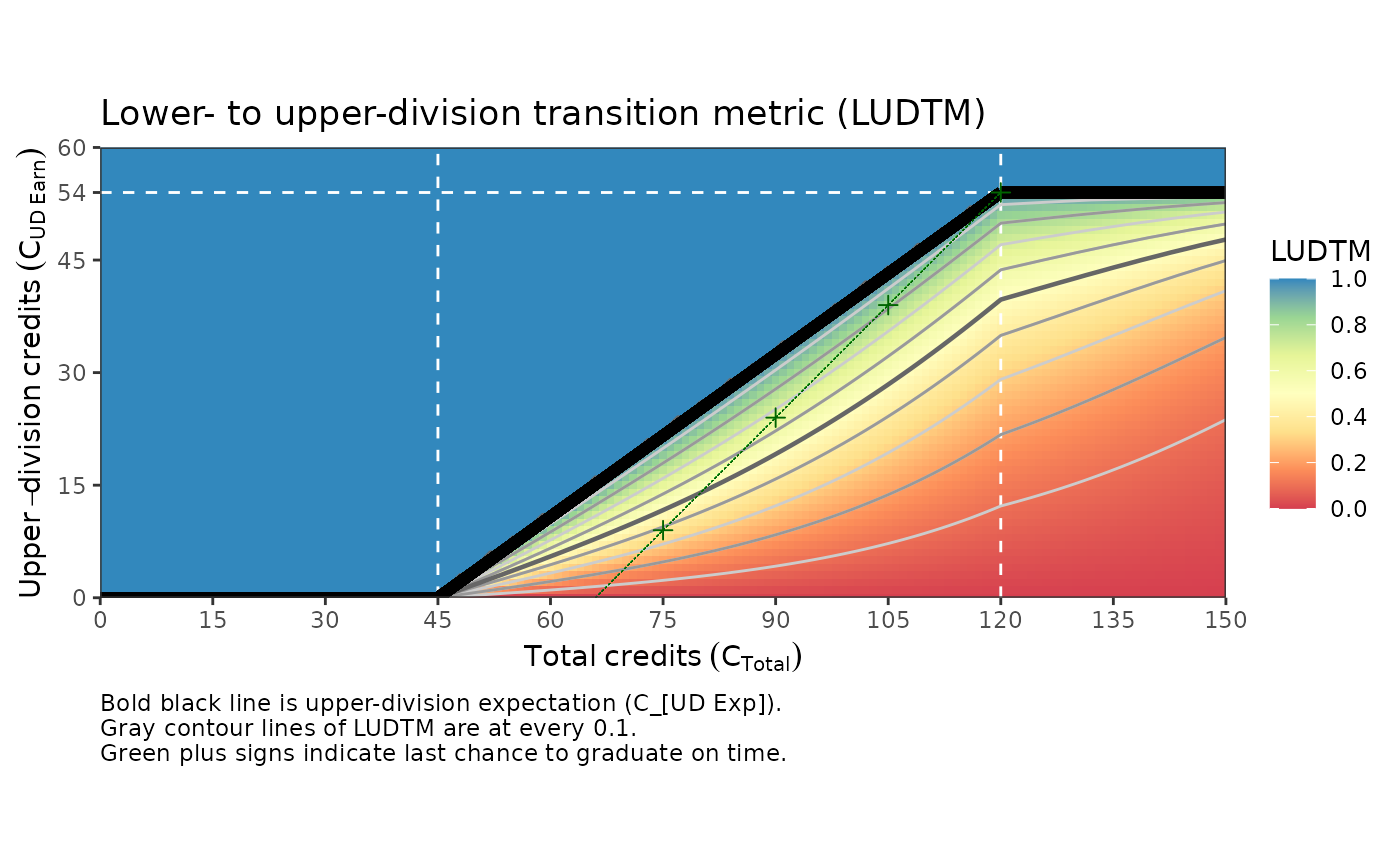 Lower- to upper-division transition metric (LUDTM)
Upper −division credits (C_UD Earn)
60
54
45
30
15
0
0 15 30 45 60 75 90 105 120 135 150
Total credits (C_Total)
LUDTM
1.0
0.8
0.6
0.4
0.2
0.0
Bold black line is upper-division expectation (C_[UD Exp]).
Gray contour lines of LUDTM are at every 0.1.
Green plus signs indicate last chance to graduate on time.